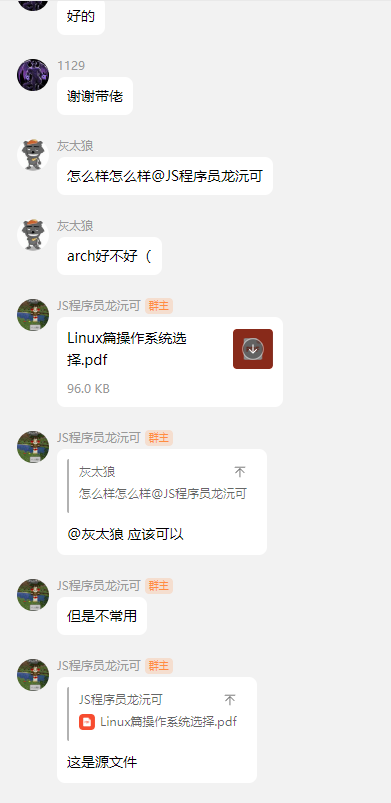 好的
1129
谢谢带佬
灰太狼
怎么样怎么样@JS程序员龙沅可
灰太狼
arch好不好（
JS程序员龙沅可 群主
Linux篇操作系统选
择.pdf
96.0 KB
JS程序员龙沅可 群主
灰太狼
怎么样怎么样@JS程序员龙沅可
@灰太狼 应该可以
JS程序员龙沅可 群主
但是不常用
JS程序员龙沅可 群主
JS程序员龙沅可
Linux篇操作系统选择.pdf
这是源文件